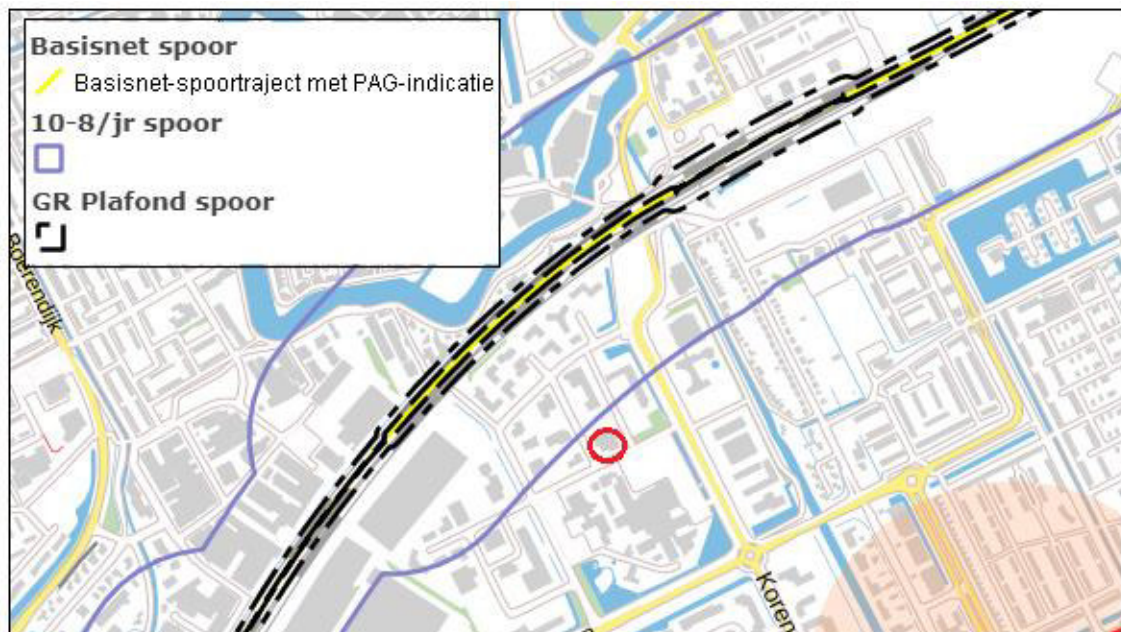 Basisnet spoor
Basisnet-spoortraject met PAG-indicatie
10-8/jr spoor
GR Plafond spoor
Boerendijk
Koren